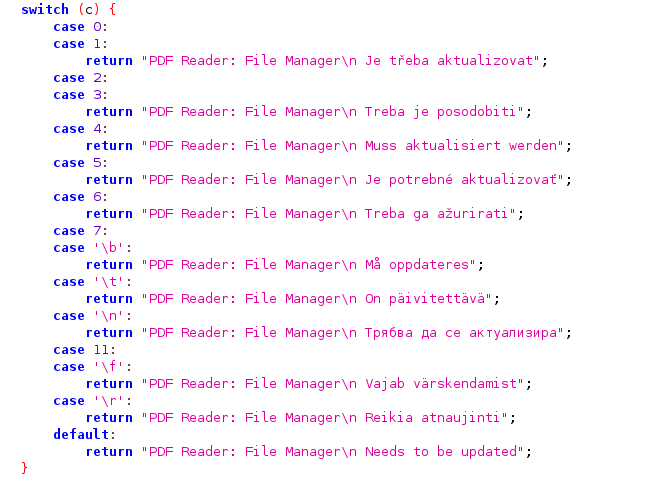 switch (c) {
case 0:
case 1:
return "PDF Reader: File Manager\n Je třeba aktualizovat";
case 2:
case 3:
return "PDF Reader: File Manager\n Treba je posodobiti";
case 4:
return "PDF Reader: File Manager\n Muss aktualisiert werden";
case 5:
return "PDF Reader: File Manager\n Je potrebné aktualizovať";
case 6:
return "PDF Reader: File Manager\n Treba ga ažurirati";
case 7:
case '\b':
return "PDF Reader: File Manager\n Må oppdateres";
case '\t':
return "PDF Reader: File Manager\n On päivitettävä";
case '\n':
return "PDF Reader: File Manager\n Трябва да се актуализира";
case 11:
case '\f':
return "PDF Reader: File Manager\n Vajab värskendamist";
case '\r':
return "PDF Reader: File Manager\n Reikia atnaujinti";
default:
return "PDF Reader: File Manager\n Needs to be updated";
}